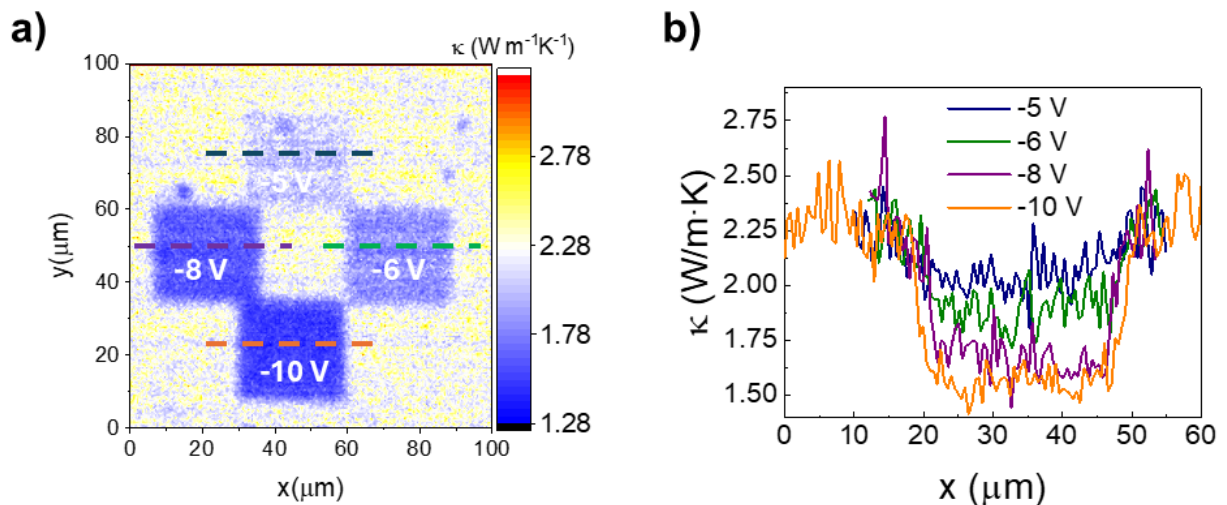 a)
κ (W m⁻¹K⁻¹)
100
80
60
40
20
0
y(μm)
-5 V
-8 V
-6 V
-10 V
2.78
2.28
1.78
1.28
0 20 40 60 80 100
x(μm)
b)
2.75
2.50
2.25
2.00
1.75
1.50
κ (W/m·K)
-5 V
-6 V
-8 V
-10 V
0 10 20 30 40 50 60
x (μm)